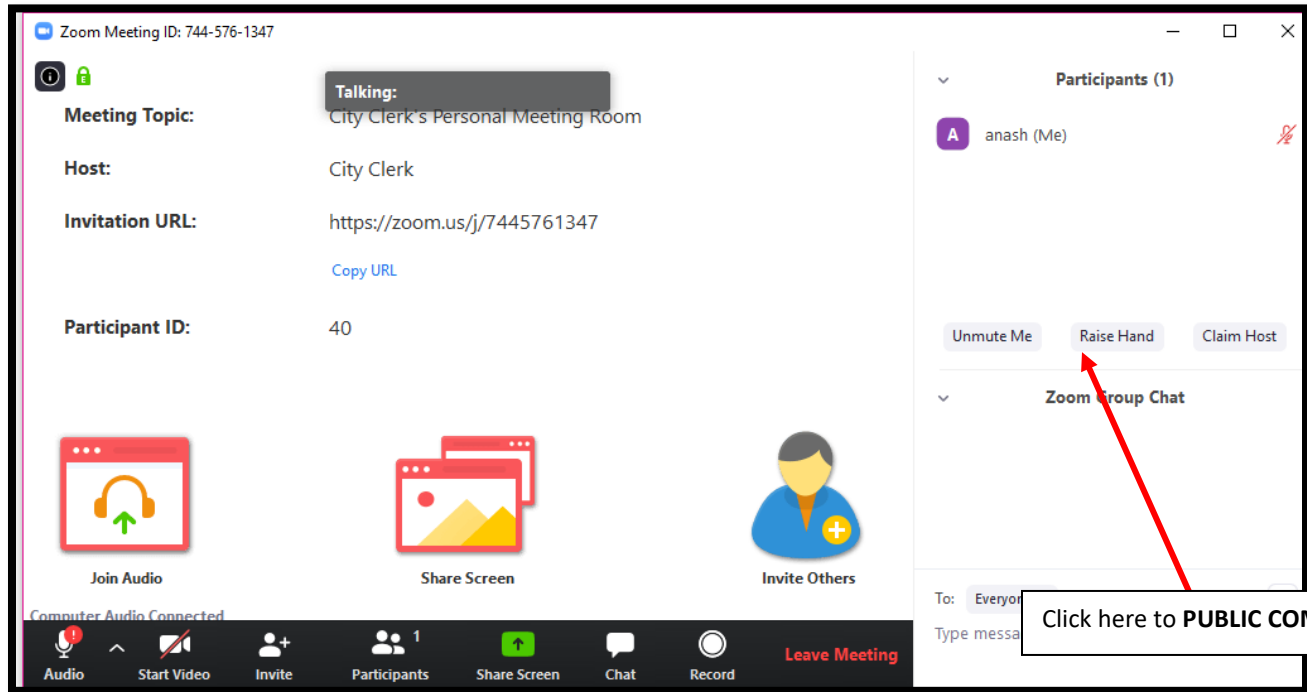 Zoom Meeting ID: 744-576-1347
Talking:
Meeting Topic: City Clerk's Personal Meeting Room
Host: City Clerk
Invitation URL: https://zoom.us/j/7445761347
Copy URL
Participant ID: 40
Join Audio Share Screen Invite Others
Computer Audio Connected
Audio Start Video Invite Participants 1 Share Screen Chat Record Leave Meeting
Participants (1)
A anash (Me)
Unmute Me Raise Hand Claim Host
Zoom Group Chat
To:
Type
Click here to PUBLIC